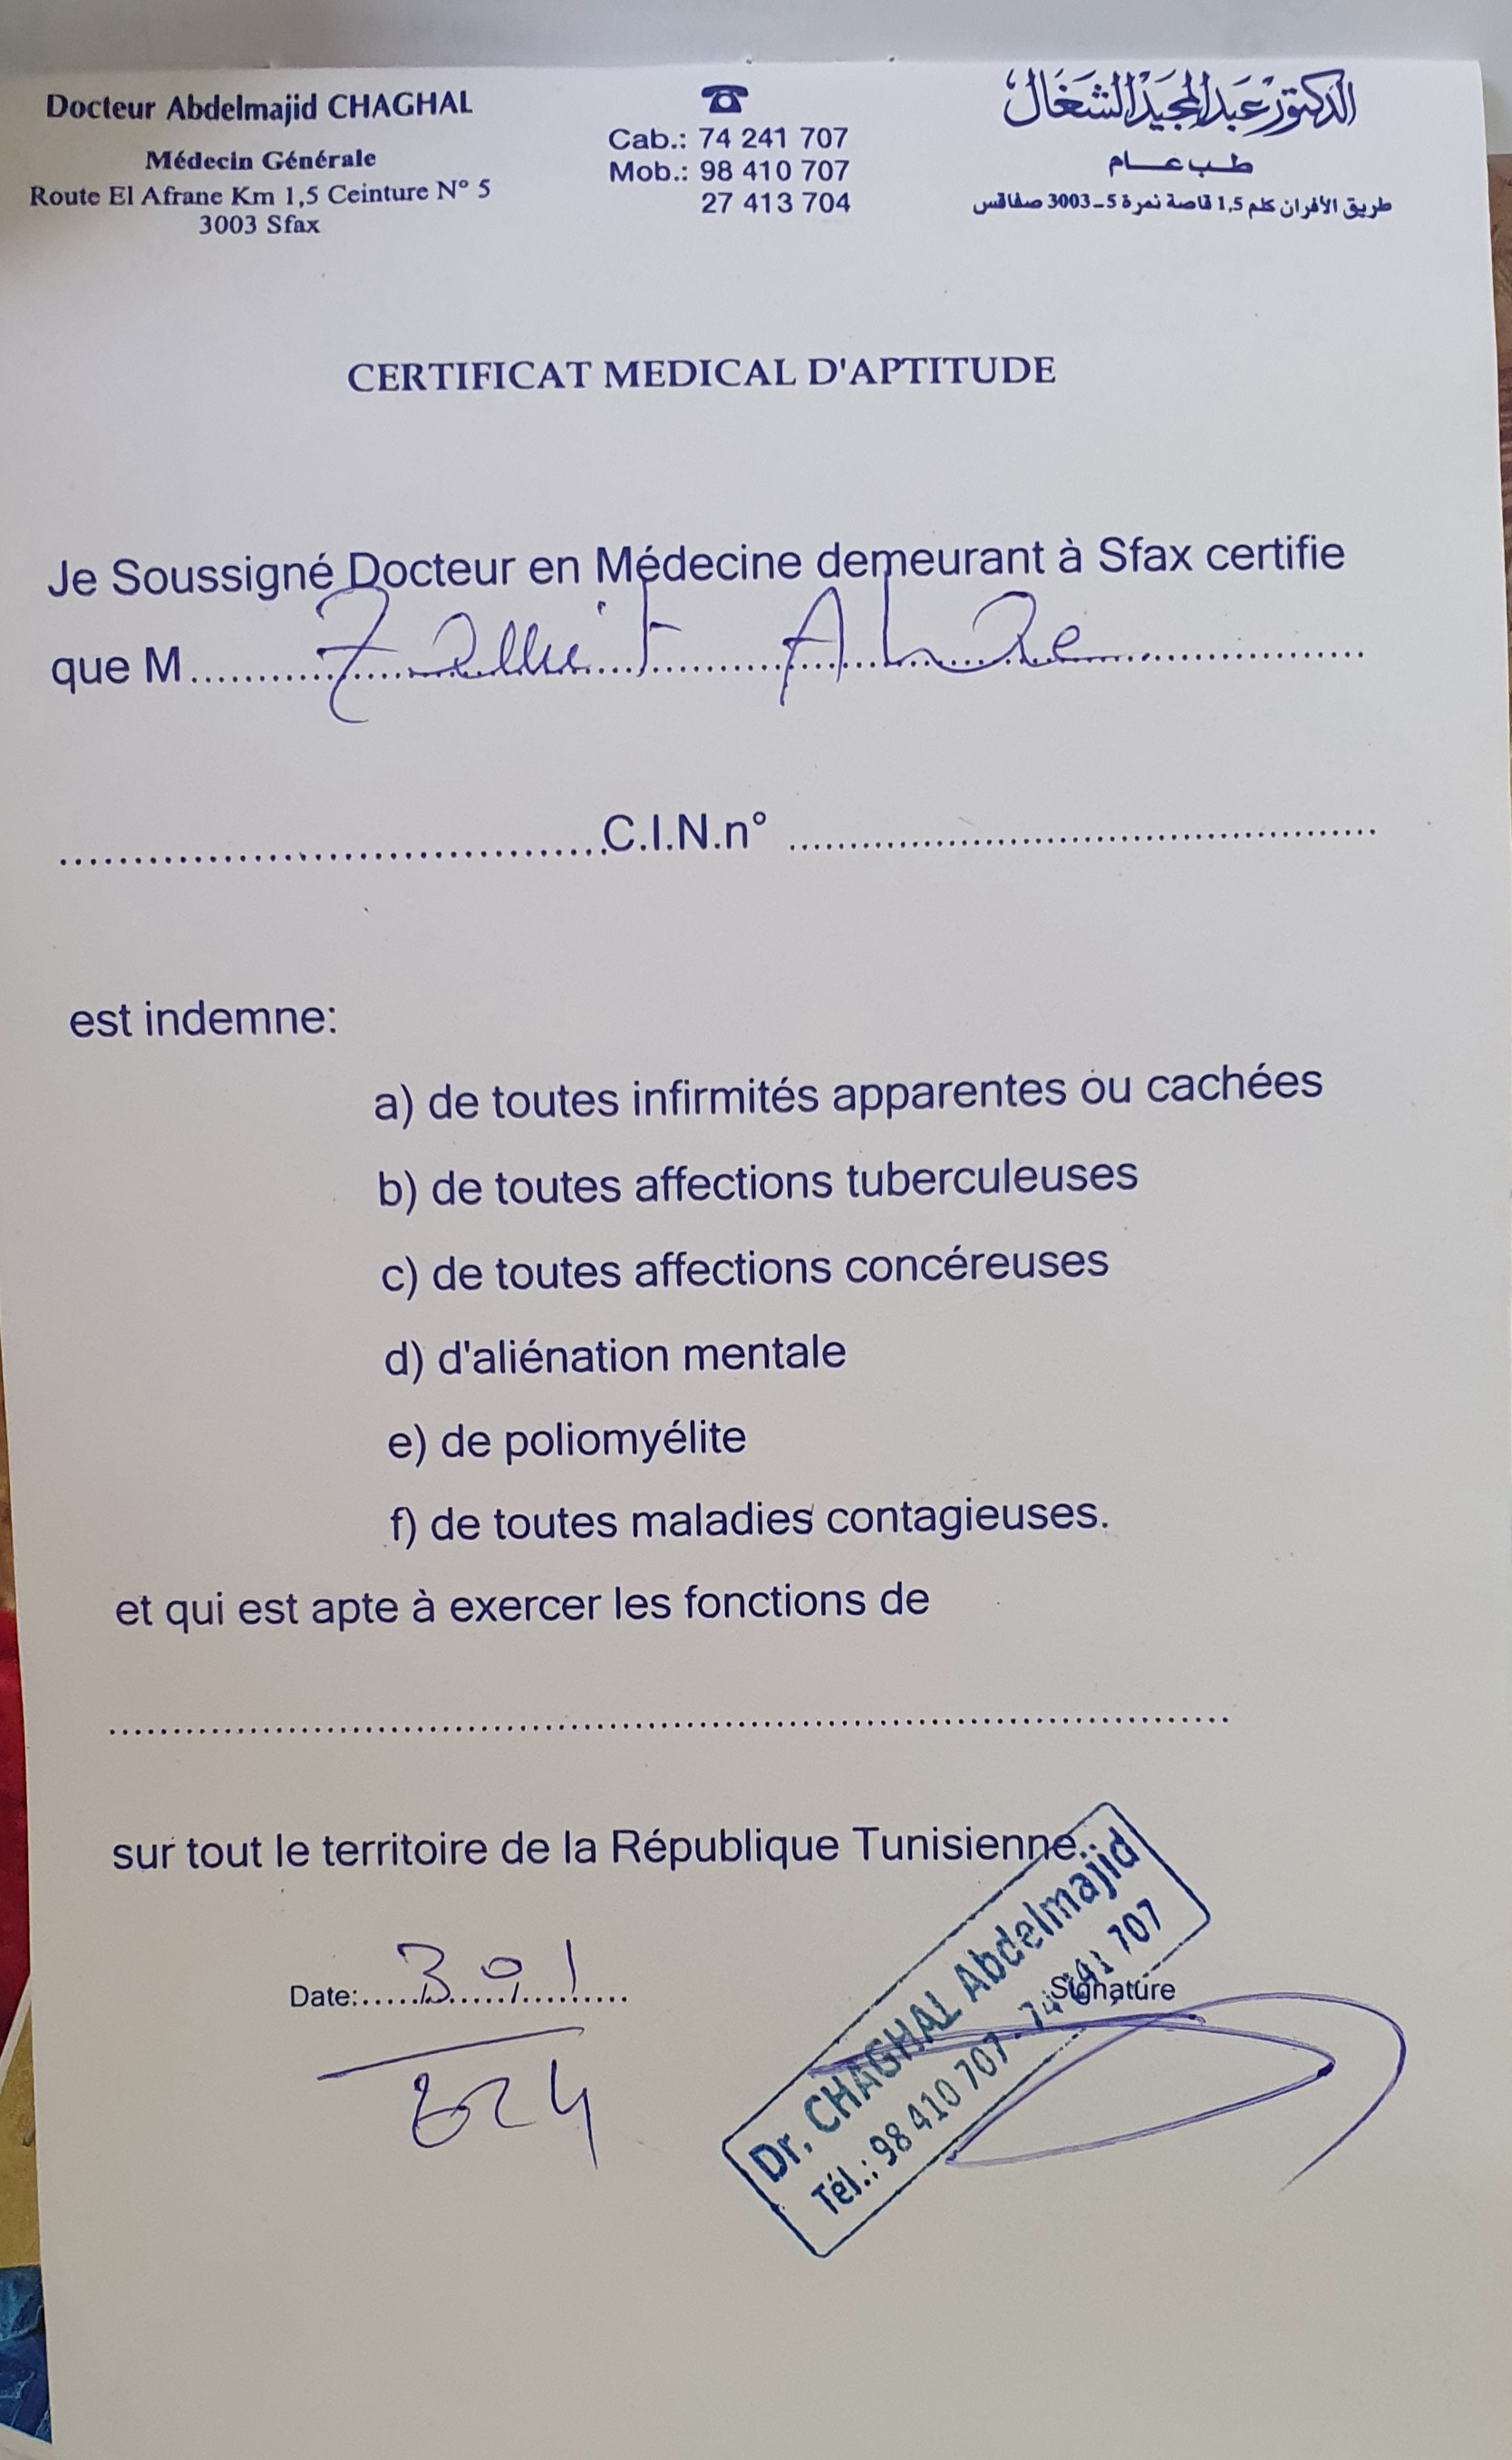 Docteur Abdelmajid CHAGHAL
Médecin Générale
Route El Afrane Km 1,5 Ceinture N° 5
3003 Sfax
Cab.: 74 241 707
Mob.: 98 410 707
27 413 704
الدكتور عبد المجيد الشغال
طب عام
طريق الأفران كلم 1,5 قاصة نمرة 5 - 3003 صفاقس
CERTIFICAT MEDICAL D'APTITUDE
Je Soussigné Docteur en Médecine demeurant à Sfax certifie
que M
C.I.N.n°
est indemne:
a) de toutes infirmités apparentes ou cachées
b) de toutes affections tuberculeuses
c) de toutes affections concéreuses
d) d'aliénation mentale
e) de poliomyélite
f) de toutes maladies contagieuses.
et qui est apte à exercer les fonctions de
sur tout le territoire de la République Tunisienne.
Date:
Signature
Dr. CHAGHAL Abdelmajid
Tél.: 98 410 707 - 74 241 707